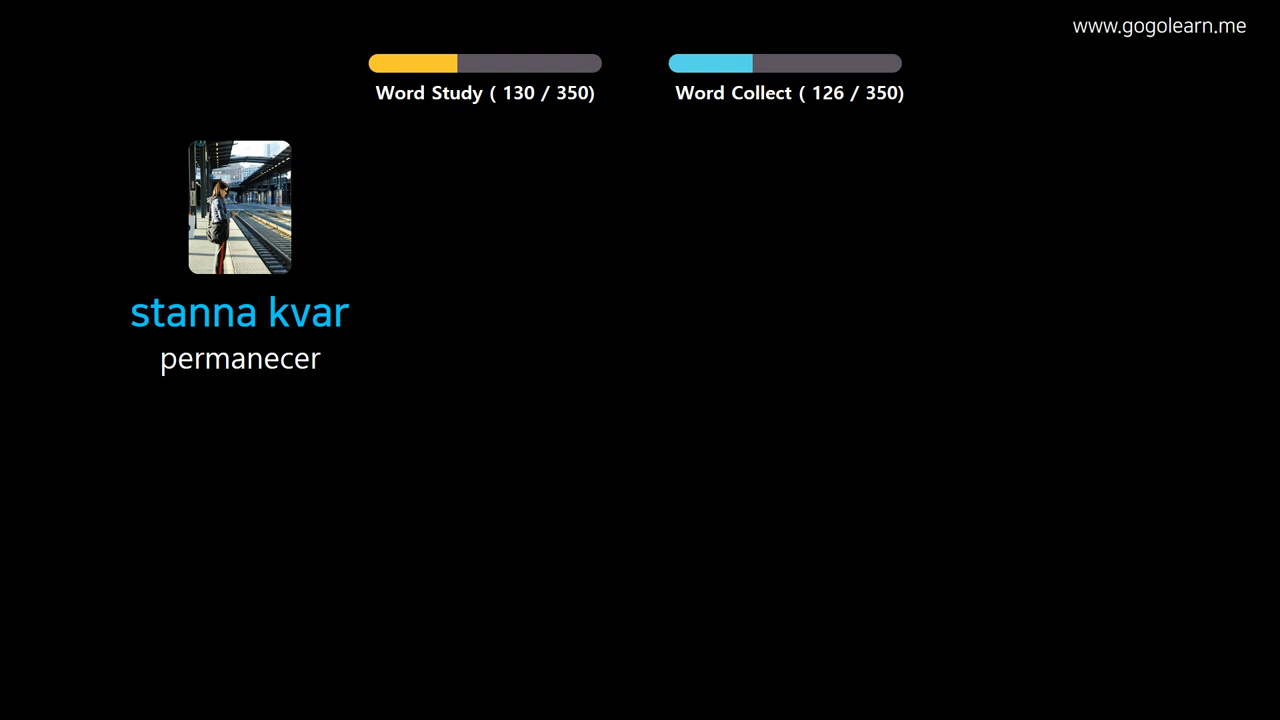 www.gogolearn.me
Word Study ( 130 / 350)
Word Collect ( 126 / 350)
stanna kvar
permanecer